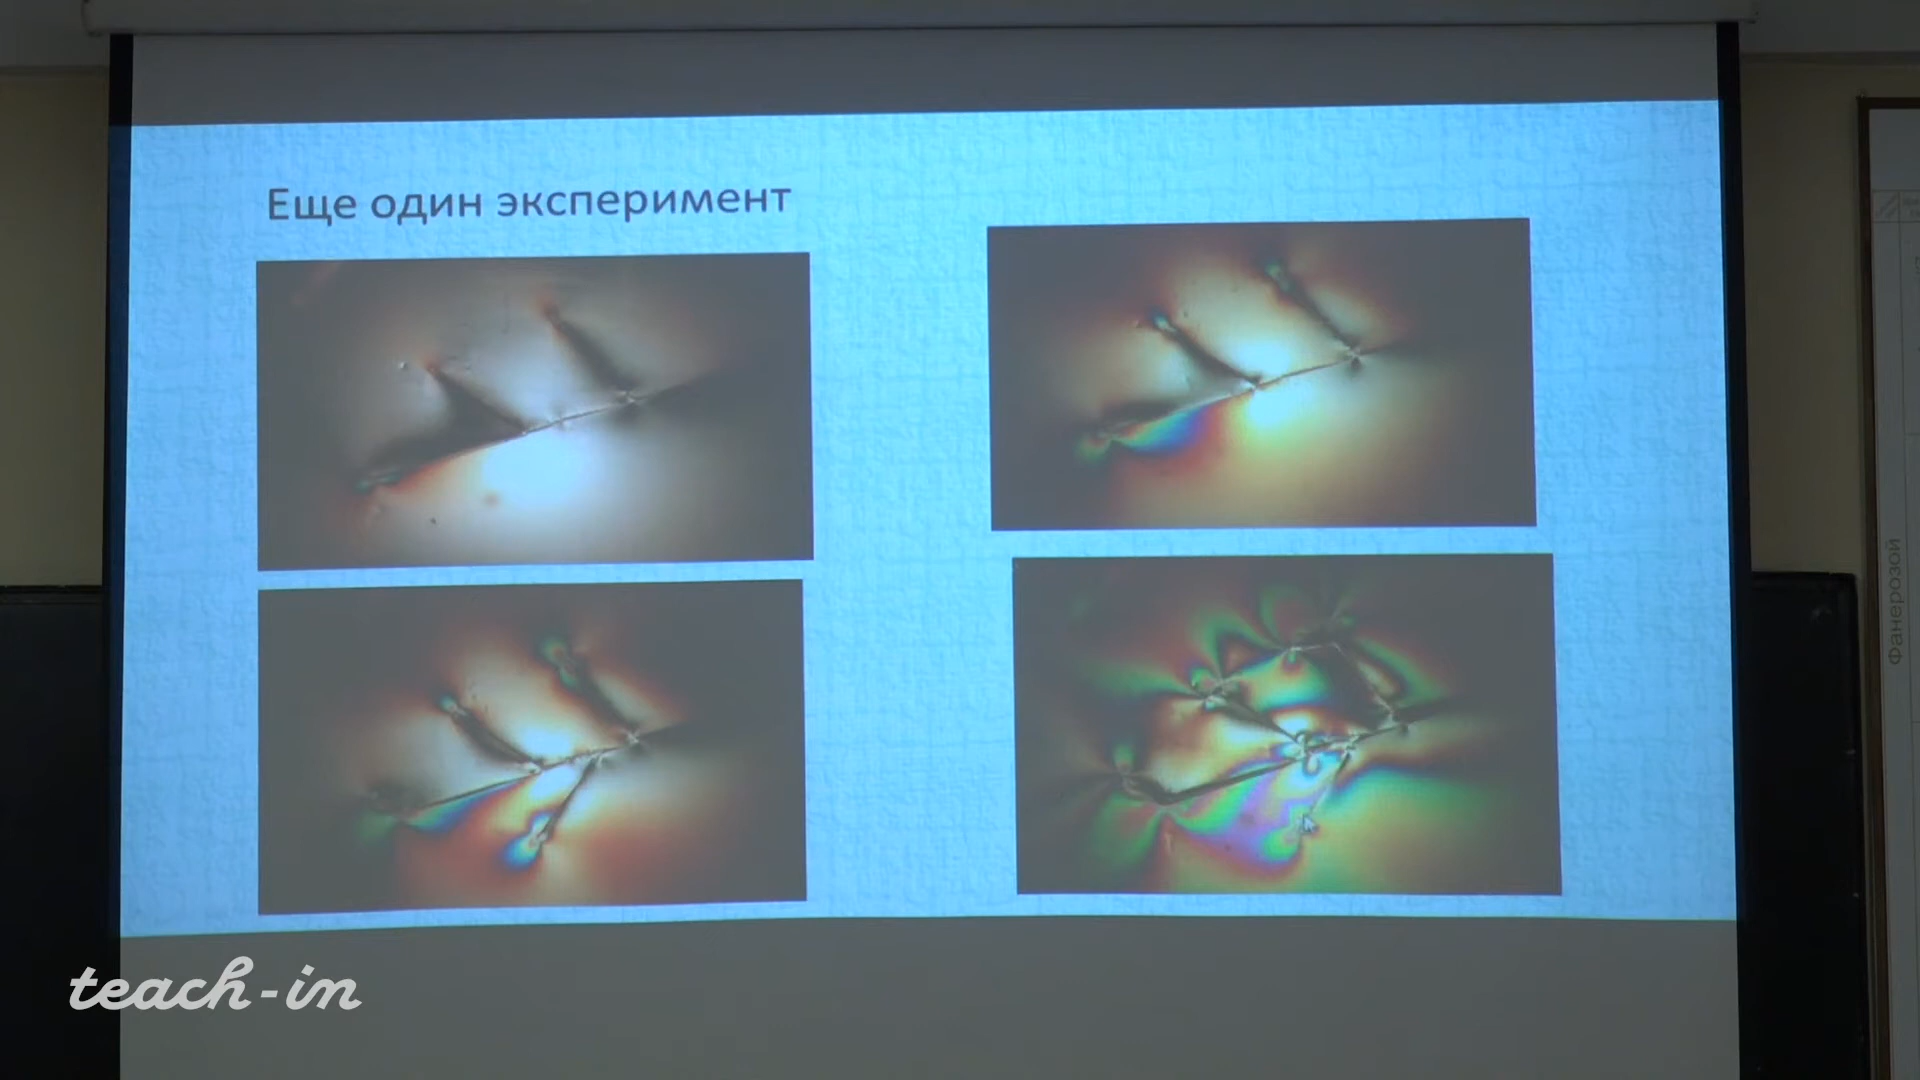 Еще один эксперимент
Фанерозой
teach-in